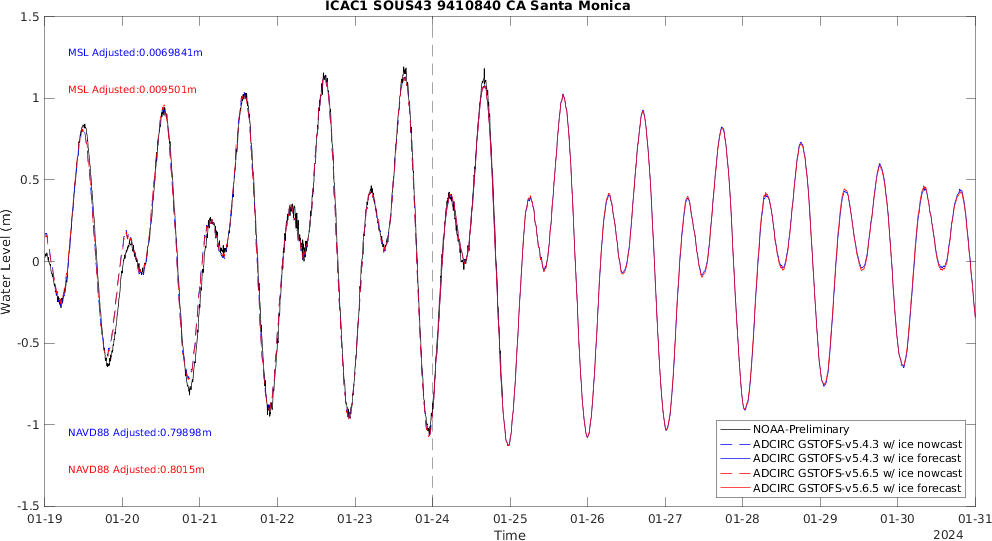 ICAC1 SOUS43 9410840 CA Santa Monica
1.5
1
0.5
0
-0.5
-1
-1.5
Water Level (m)
MSL Adjusted:0.0069841m
MSL Adjusted:0.009501m
NAVD88 Adjusted:0.79898m
NAVD88 Adjusted:0.8015m
NOAA-Preliminary
ADCIRC GSTOFS-v5.4.3 w/ ice nowcast
ADCIRC GSTOFS-v5.4.3 w/ ice forecast
ADCIRC GSTOFS-v5.6.5 w/ ice nowcast
ADCIRC GSTOFS-v5.6.5 w/ ice forecast
01-19 01-20 01-21 01-22 01-23 01-24 01-25 01-26 01-27 01-28 01-29 01-30 01-31
Time
2024